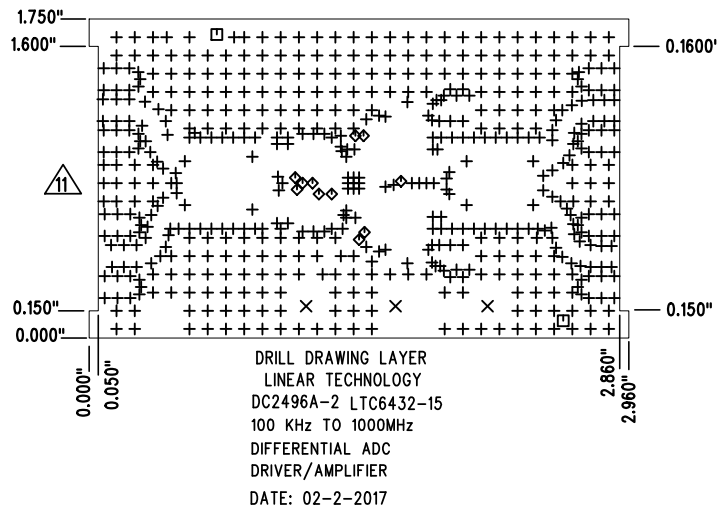 1.750"
1.600"
0.1600"
11
0.150"
0.150"
0.000"
0.000"
0.050"
2.860"
2.960"
DRILL DRAWING LAYER
LINEAR TECHNOLOGY
DC2496A-2 LTC6432-15
100 KHz TO 1000MHz
DIFFERENTIAL ADC
DRIVER/AMPLIFIER
DATE: 02-2-2017